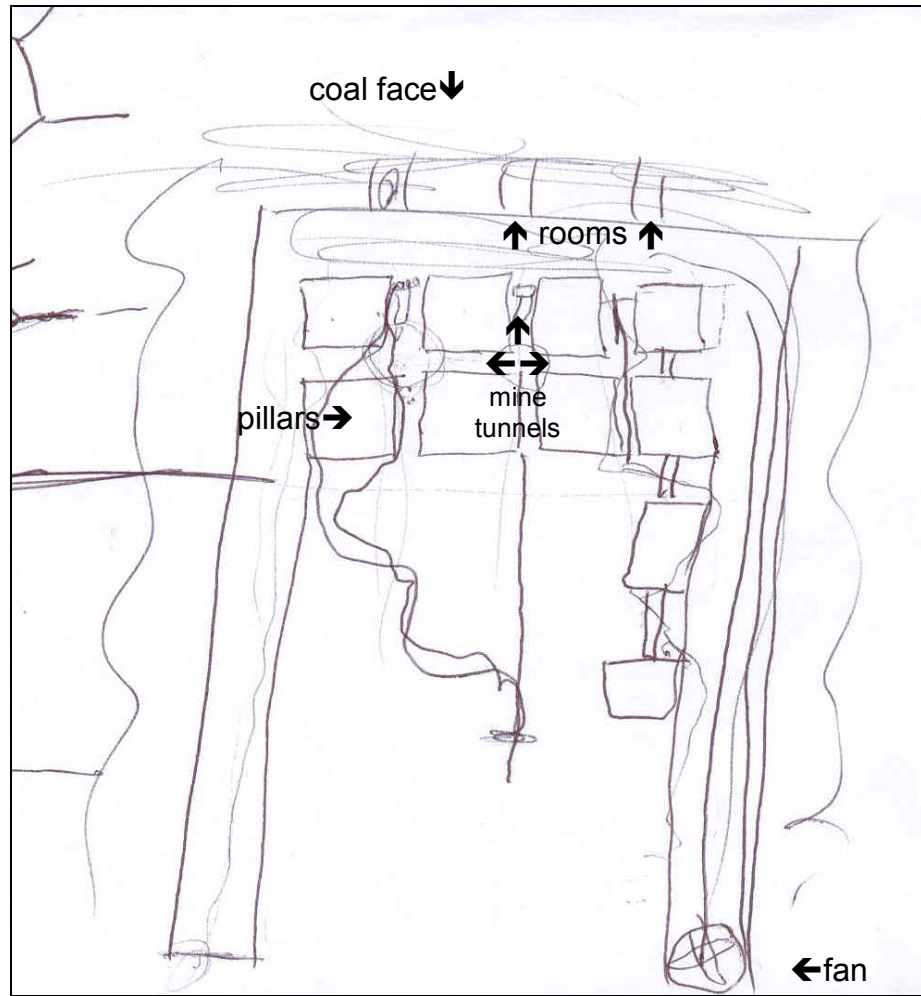 coal face↓
↑ rooms ↑
pillars→
↑
←→
mine
tunnels
←fan